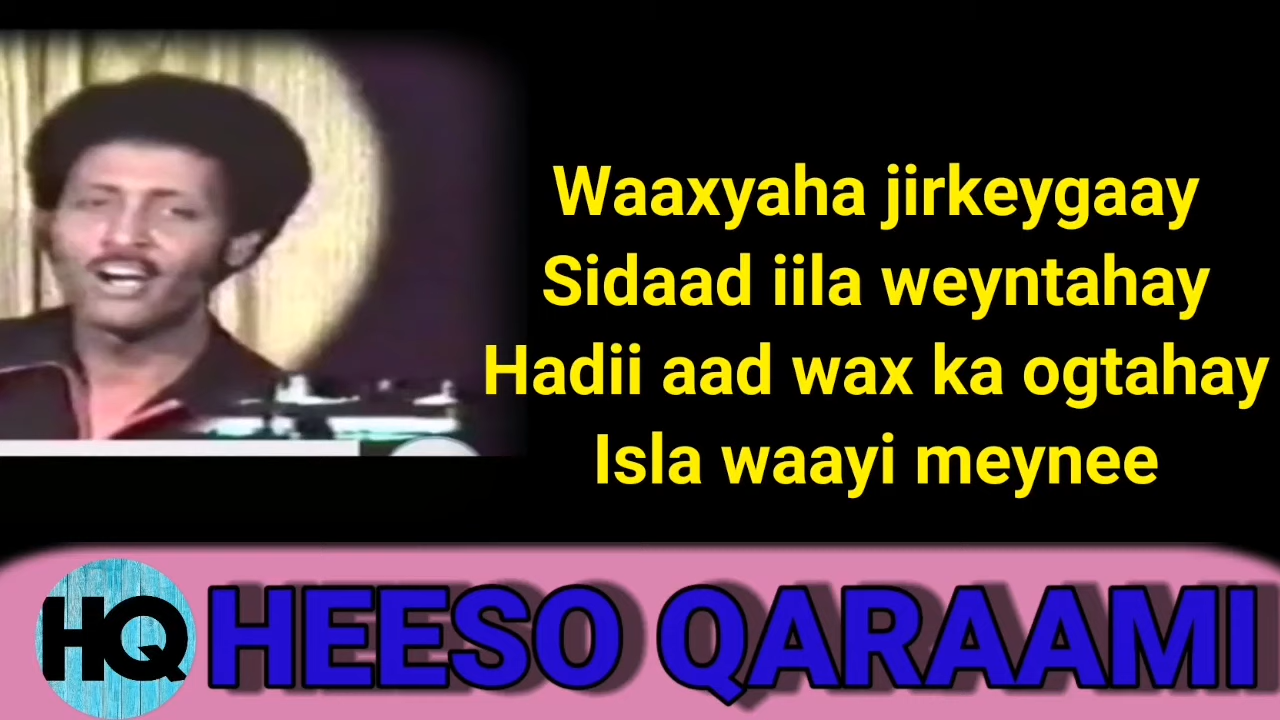 Waaxyaha jirkeygaay
Sidaad iila weyntahay
Hadii aad wax ka ogtahay
Isla waayi meynee
HQ HEESO QARAAMI